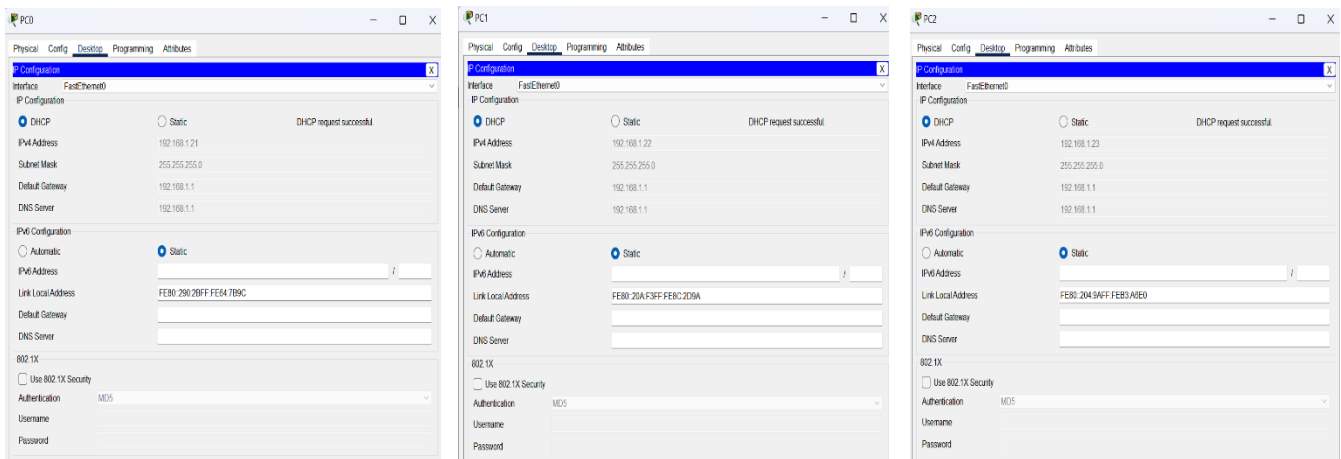 PC0
Physical Config Desktop Programming Attributes
IP Configuration X
Interface FastEthernet0
IP Configuration
DHCP Static DHCP request successful.
IPv4 Address 192.168.1.21
Subnet Mask 255.255.255.0
Default Gateway 192.168.1.1
DNS Server 192.168.1.1
IPv6 Configuration
Automatic Static
IPv6 Address /
Link Local Address FE80::290:2BFF:FE64:7B9C
Default Gateway
DNS Server
802.1X
Use 802.1X Security
Authentication MD5
Username
Password
PC1
Physical Config Desktop Programming Attributes
IP Configuration X
Interface FastEthernet0
IP Configuration
DHCP Static DHCP request successful.
IPv4 Address 192.168.1.22
Subnet Mask 255.255.255.0
Default Gateway 192.168.1.1
DNS Server 192.168.1.1
IPv6 Configuration
Automatic Static
IPv6 Address /
Link Local Address FE80::20A:F3FF:FE8C:2D9A
Default Gateway
DNS Server
802.1X
Use 802.1X Security
Authentication MD5
Username
Password
PC2
Physical Config Desktop Programming Attributes
IP Configuration X
Interface FastEthernet0
IP Configuration
DHCP Static DHCP request successful.
IPv4 Address 192.168.1.23
Subnet Mask 255.255.255.0
Default Gateway 192.168.1.1
DNS Server 192.168.1.1
IPv6 Configuration
Automatic Static
IPv6 Address /
Link Local Address FE80::204:9AFF:FEB3:A6E0
Default Gateway
DNS Server
802.1X
Use 802.1X Security
Authentication MD5
Username
Password